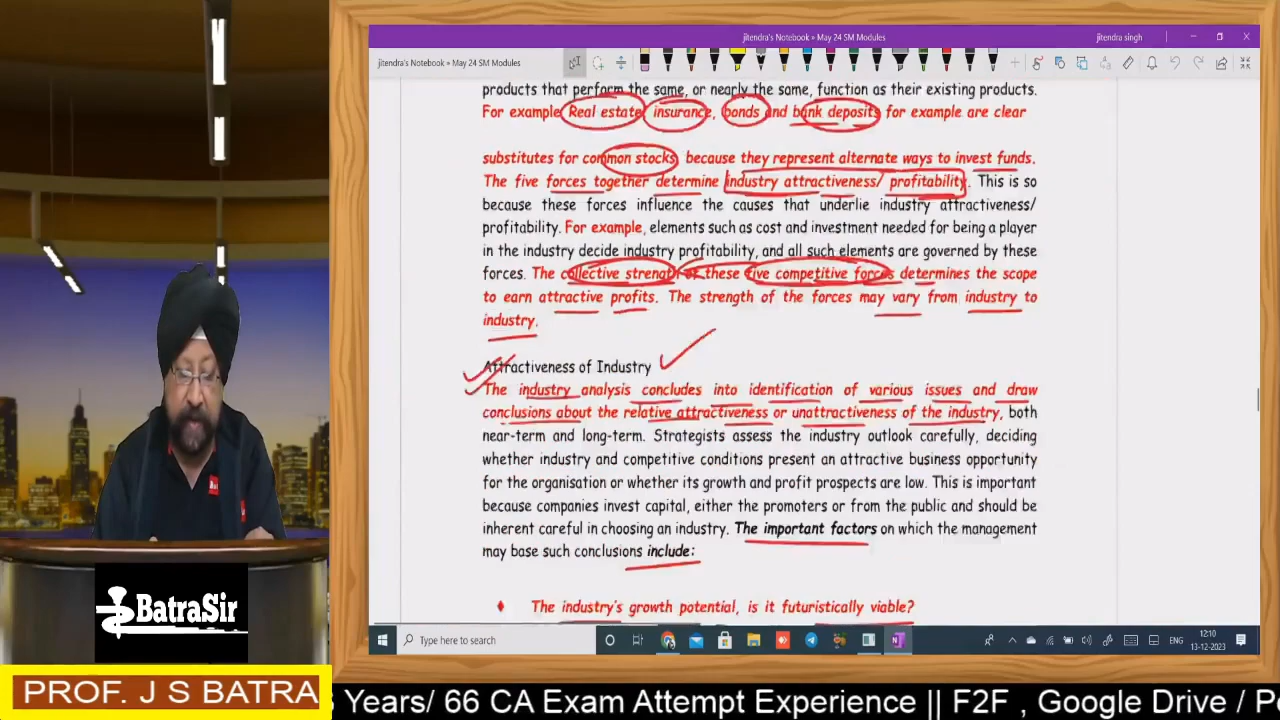 jitendra's Notebook » May 24 SM Modules
jitendra singh
jitendra's Notebook » May 24 SM Modules
products that perform the same, or nearly the same, function as their existing products.
For example Real estate, insurance, bonds and bank deposits for example are clear
substitutes for common stocks because they represent alternate ways to invest funds.
The five forces together determine industry attractiveness/ profitability. This is so
because these forces influence the causes that underlie industry attractiveness/
profitability. For example, elements such as cost and investment needed for being a player
in the industry decide industry profitability, and all such elements are governed by these
forces. The collective strength of these five competitive forces determines the scope
to earn attractive profits. The strength of the forces may vary from industry to
industry.
Attractiveness of Industry
The industry analysis concludes into identification of various issues and draw
conclusions about the relative attractiveness or unattractiveness of the industry, both
near-term and long-term. Strategists assess the industry outlook carefully, deciding
whether industry and competitive conditions present an attractive business opportunity
for the organisation or whether its growth and profit prospects are low. This is important
because companies invest capital, either the promoters or from the public and should be
inherent careful in choosing an industry. The important factors on which the management
may base such conclusions include:
♦ The industry's growth potential, is it futuristically viable?
Type here to search
ENG
12:10
13-12-2023
BatraSir
PROF. J S BATRA
Years/ 66 CA Exam Attempt Experience || F2F , Google Drive /